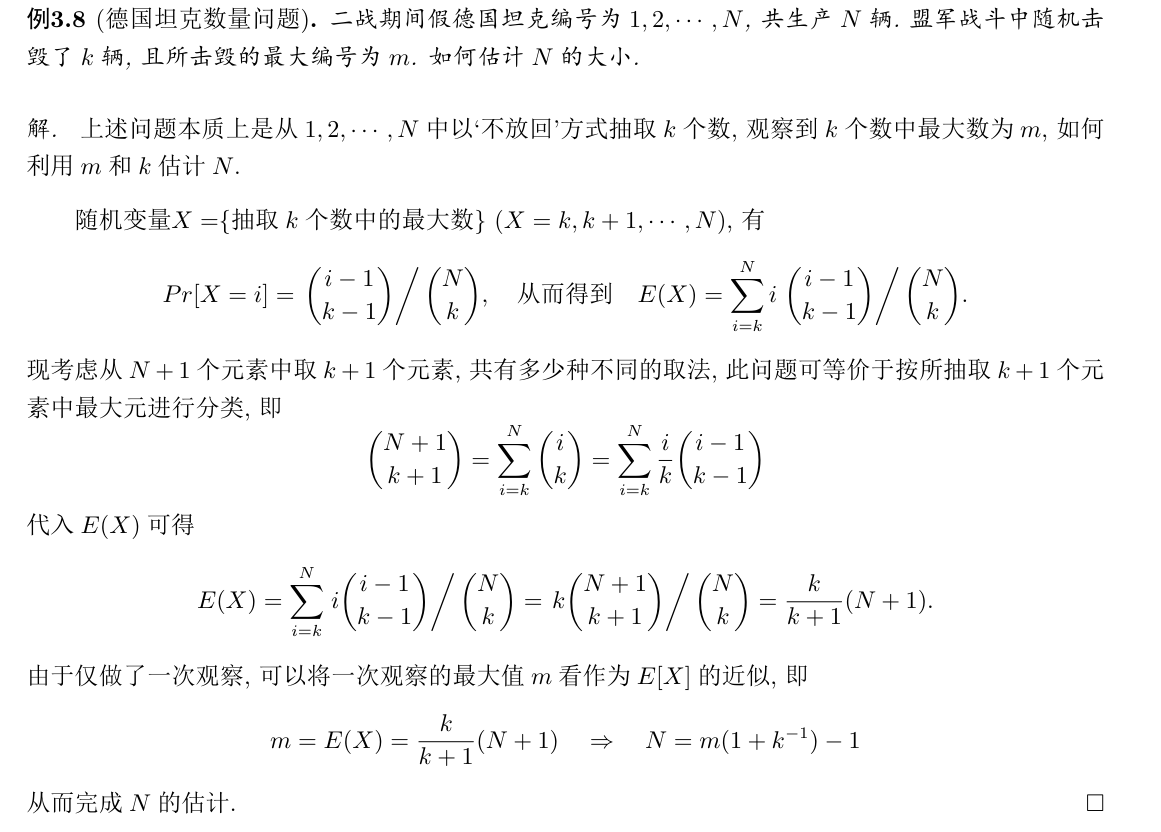 例3.8 (德国坦克数量问题). 二战期间假德国坦克编号为 1, 2, ⋯ , N, 共生产 N 辆. 盟军战斗中随机击
毁了 k 辆, 且所击毁的最大编号为 m. 如何估计 N 的大小.
解. 上述问题本质上是从 1, 2, ⋯ , N 中以‘不放回’方式抽取 k 个数, 观察到 k 个数中最大数为 m, 如何
利用 m 和 k 估计 N.
随机变量X ={抽取 k 个数中的最大数} (X = k, k + 1, ⋯ , N), 有
$Pr[X = i] = \binom{i-1}{k-1} \Big/ \binom{N}{k}, \quad 从而得到 \quad E(X) = \sum_{i=k}^{N} i \binom{i-1}{k-1} \Big/ \binom{N}{k}.$
现考虑从 N + 1 个元素中取 k + 1 个元素, 共有多少种不同的取法, 此问题可等价于按所抽取 k + 1 个元
素中最大元进行分类, 即
$\binom{N+1}{k+1} = \sum_{i=k}^{N} \binom{i}{k} = \sum_{i=k}^{N} \frac{i}{k} \binom{i-1}{k-1}$
代入 E(X) 可得
$E(X) = \sum_{i=k}^{N} i \binom{i-1}{k-1} \Big/ \binom{N}{k} = k \binom{N+1}{k+1} \Big/ \binom{N}{k} = \frac{k}{k+1}(N + 1).$
由于仅做了一次观察, 可以将一次观察的最大值 m 看作为 E[X] 的近似, 即
$m = E(X) = \frac{k}{k+1}(N + 1) \quad \Rightarrow \quad N = m(1 + k^{-1}) - 1$
从而完成 N 的估计. □